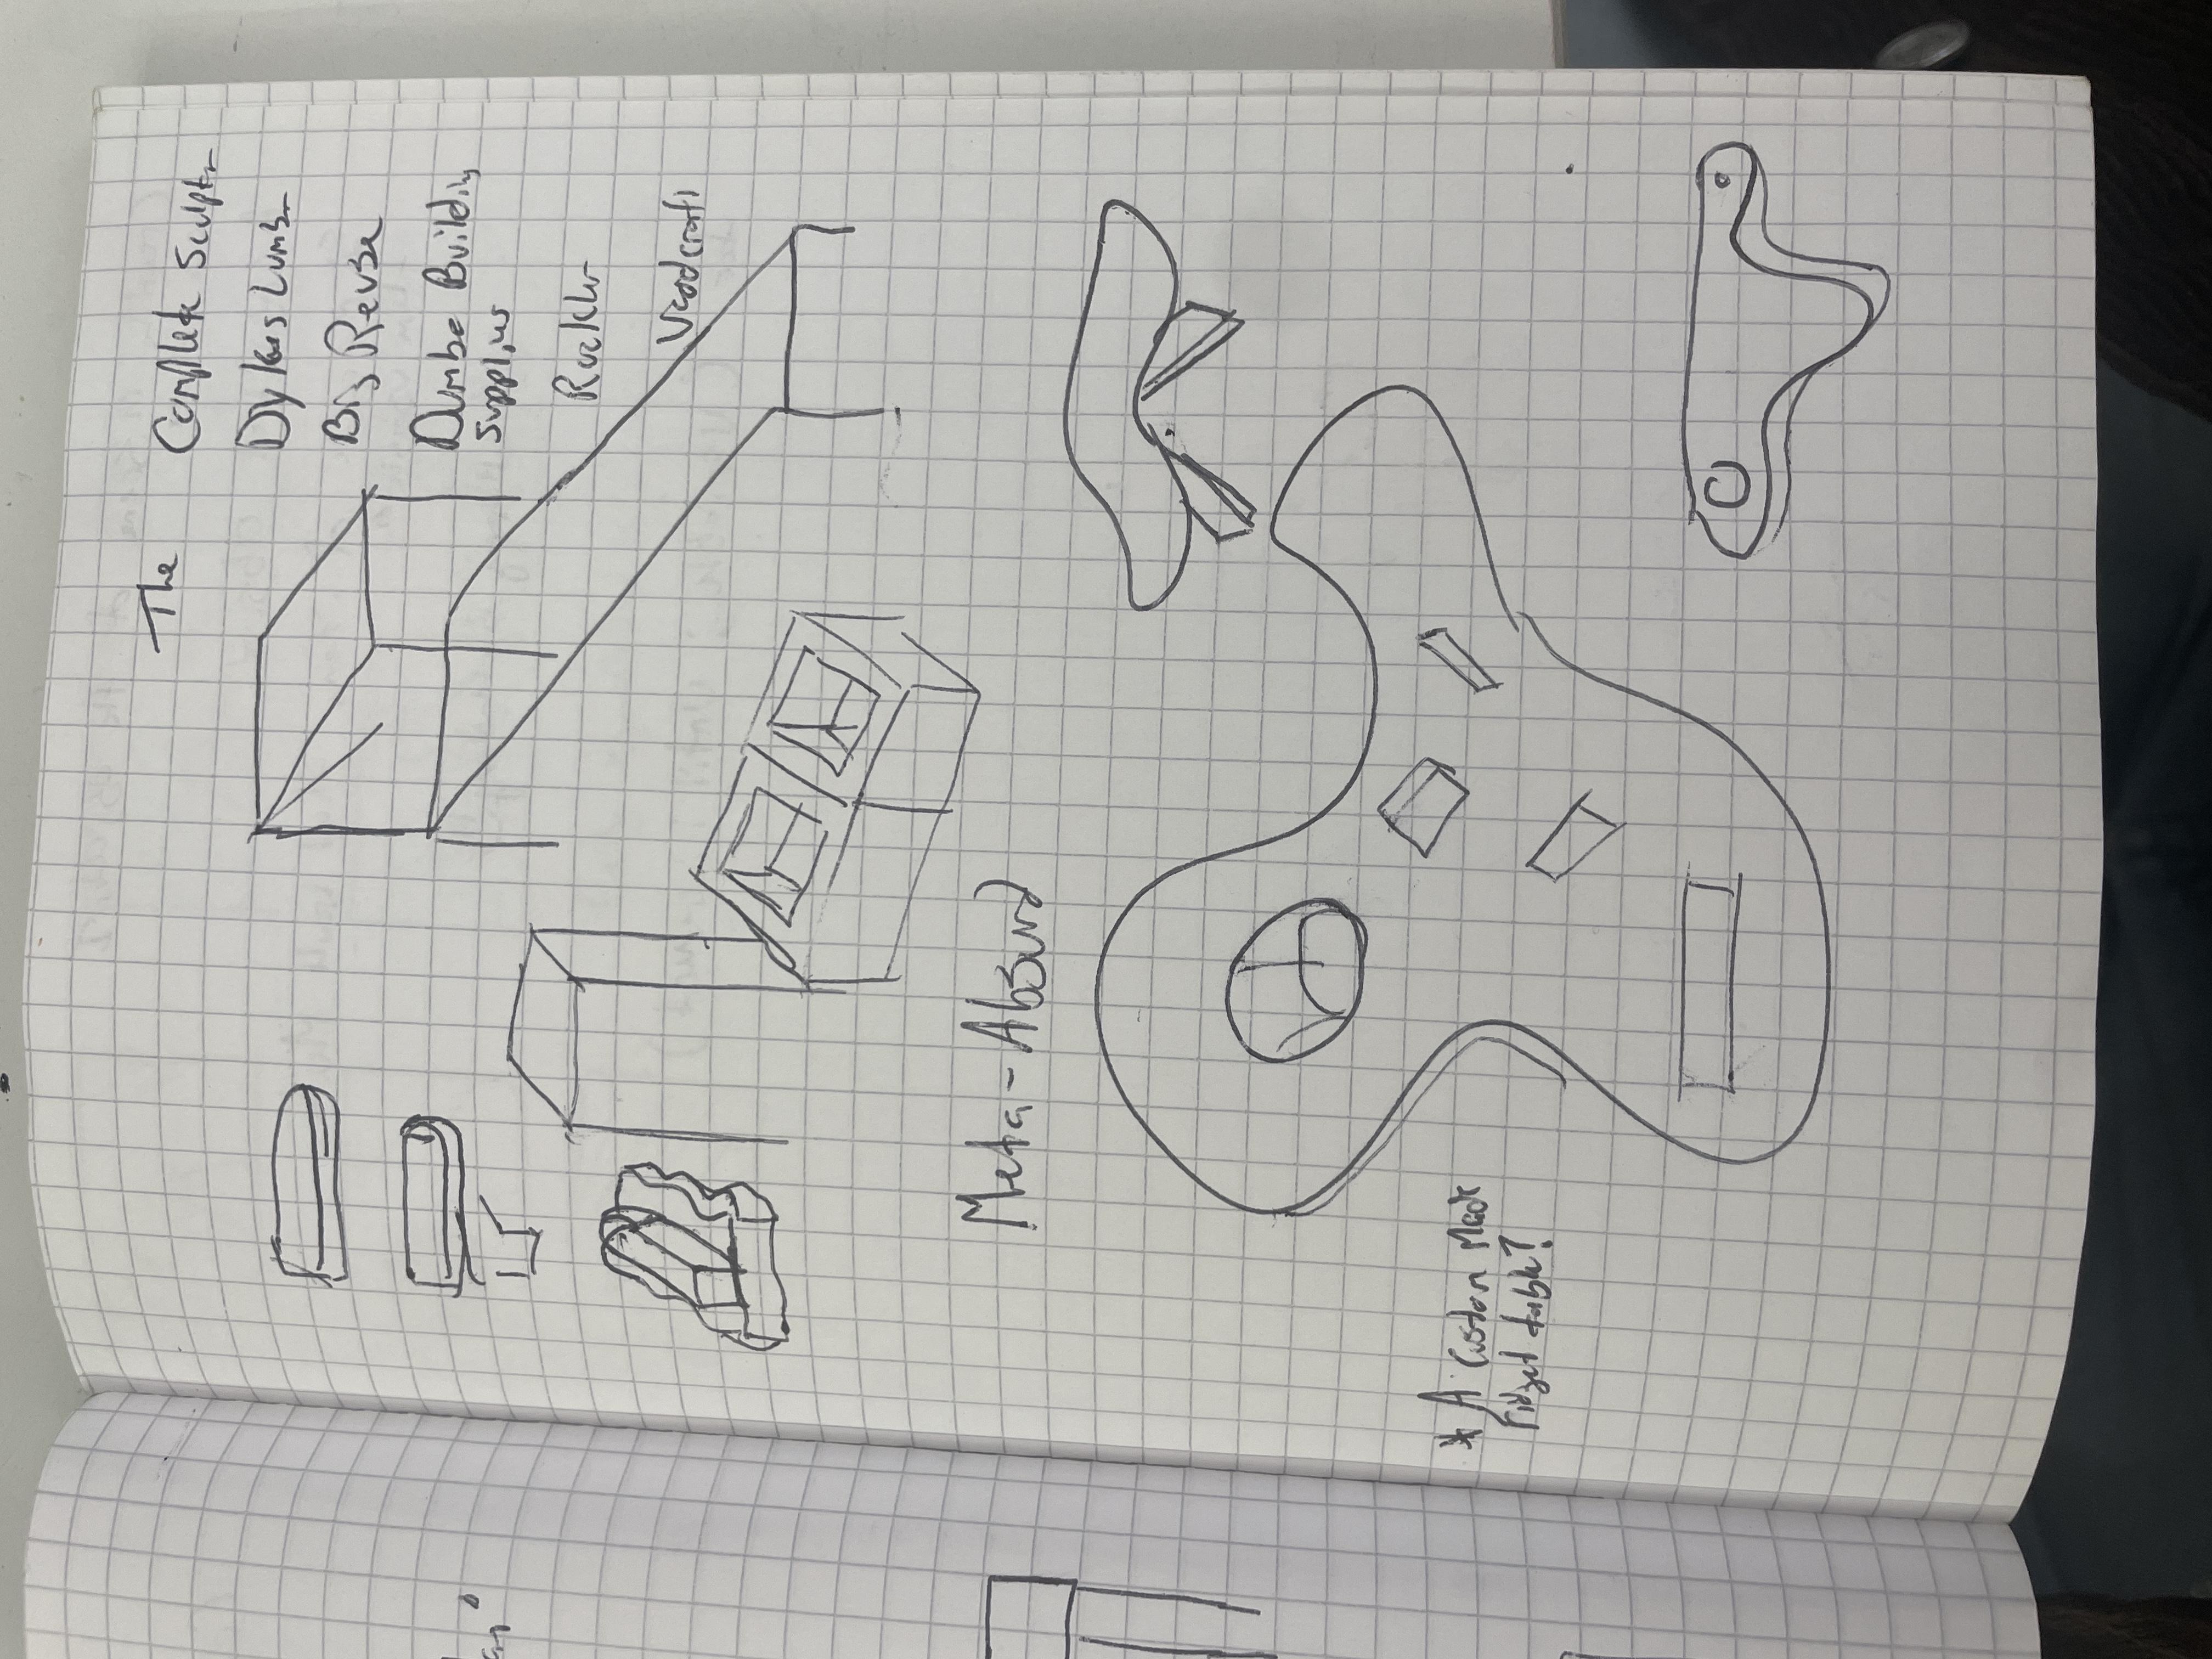 The Complete Sculptor
Dykes Lumber
Big Reuse
Dumbo Building
Supplies
Rockler
Woodcraft
Meta-Absurd
* A Custom Made
Fidget table?